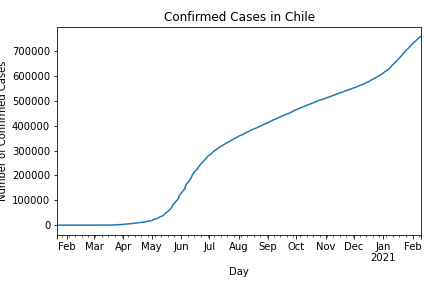 Confirmed Cases in Chile
Number of Confirmed Cases
700000
600000
500000
400000
300000
200000
100000
0
Feb Mar Apr May Jun Jul Aug Sep Oct Nov Dec Jan Feb
2021
Day